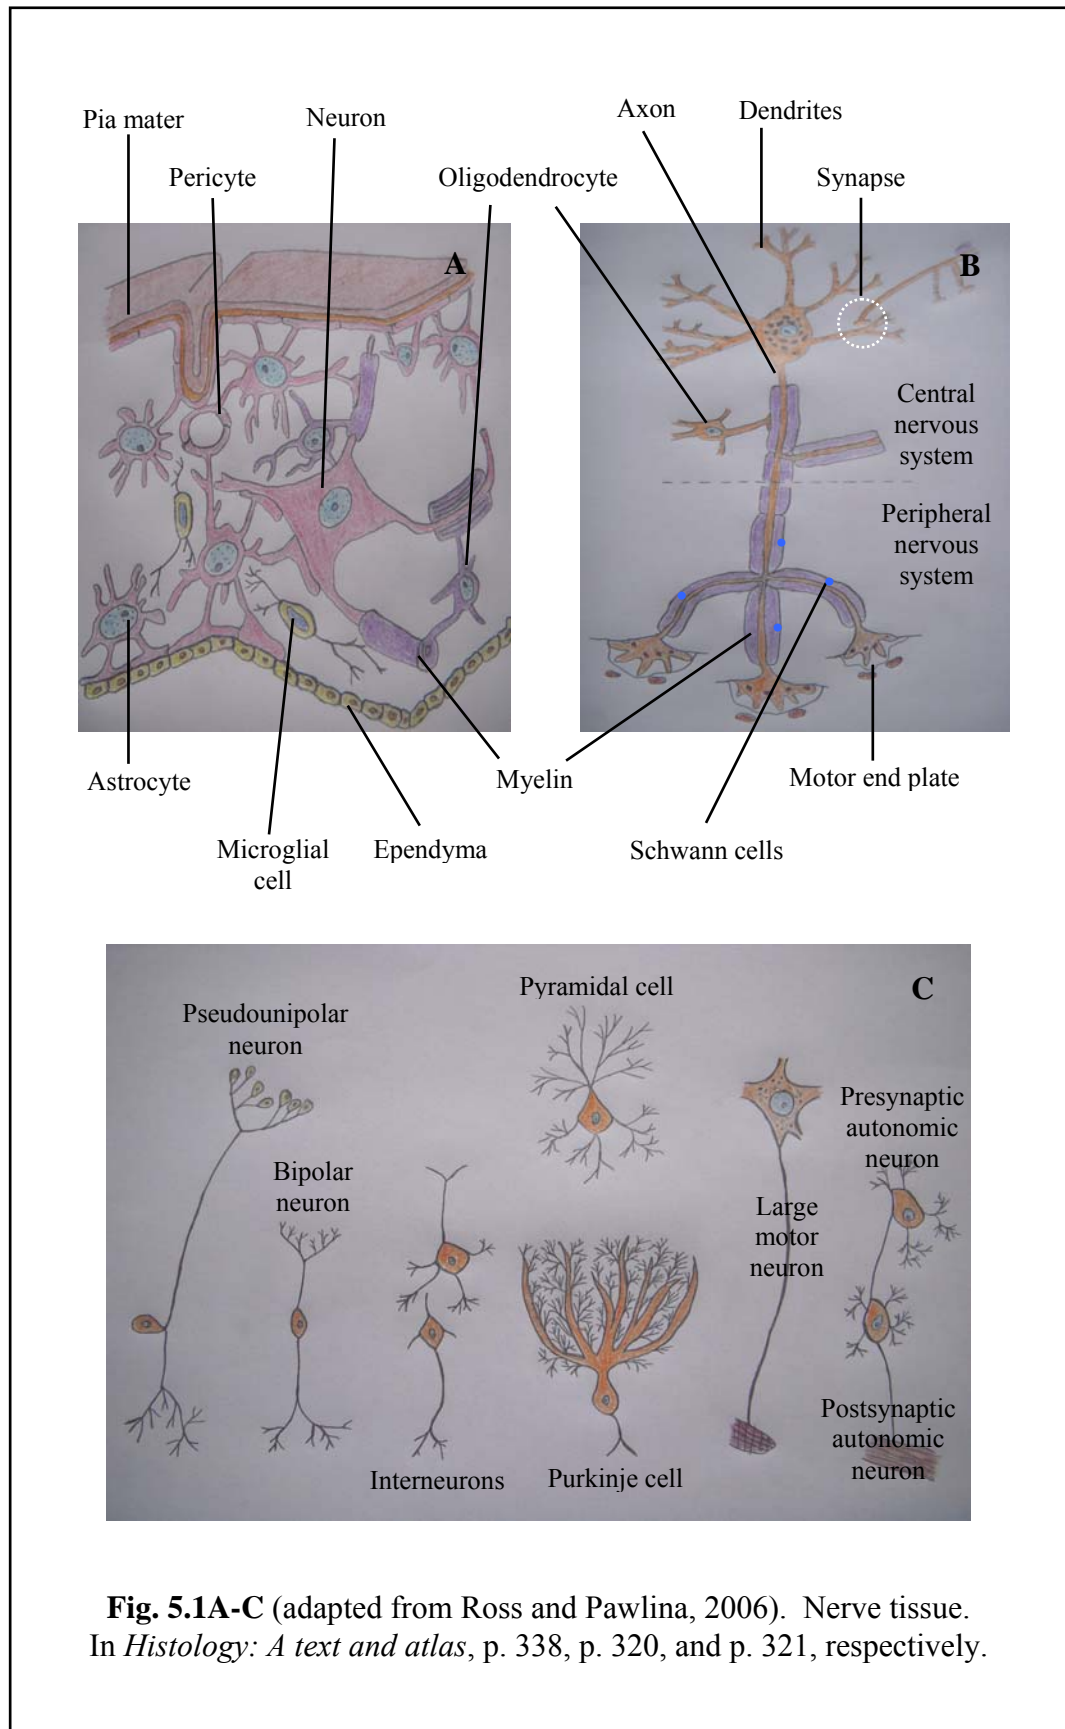 Pia mater
Neuron
Axon
Dendrites
Pericyte
Oligodendrocyte
Synapse
A
B
Central
nervous
system
Peripheral
nervous
system
Astrocyte
Myelin
Motor end plate
Microglial
cell
Ependyma
Schwann cells
C
Pyramidal cell
Pseudounipolar
neuron
Presynaptic
autonomic
neuron
Bipolar
neuron
Large
motor
neuron
Postsynaptic
autonomic
neuron
Interneurons
Purkinje cell
Fig. 5.1A-C (adapted from Ross and Pawlina, 2006). Nerve tissue.
In Histology: A text and atlas, p. 338, p. 320, and p. 321, respectively.